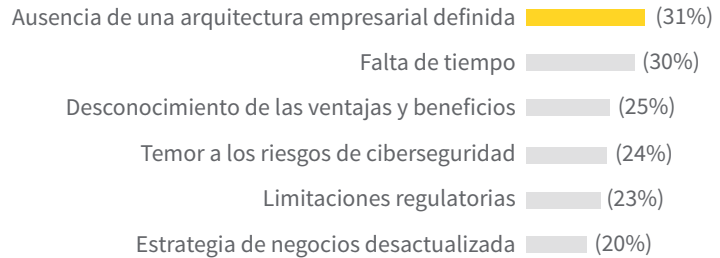 Ausencia de una arquitectura empresarial definida (31%)
Falta de tiempo (30%)
Desconocimiento de las ventajas y beneficios (25%)
Temor a los riesgos de ciberseguridad (24%)
Limitaciones regulatorias (23%)
Estrategia de negocios desactualizada (20%)